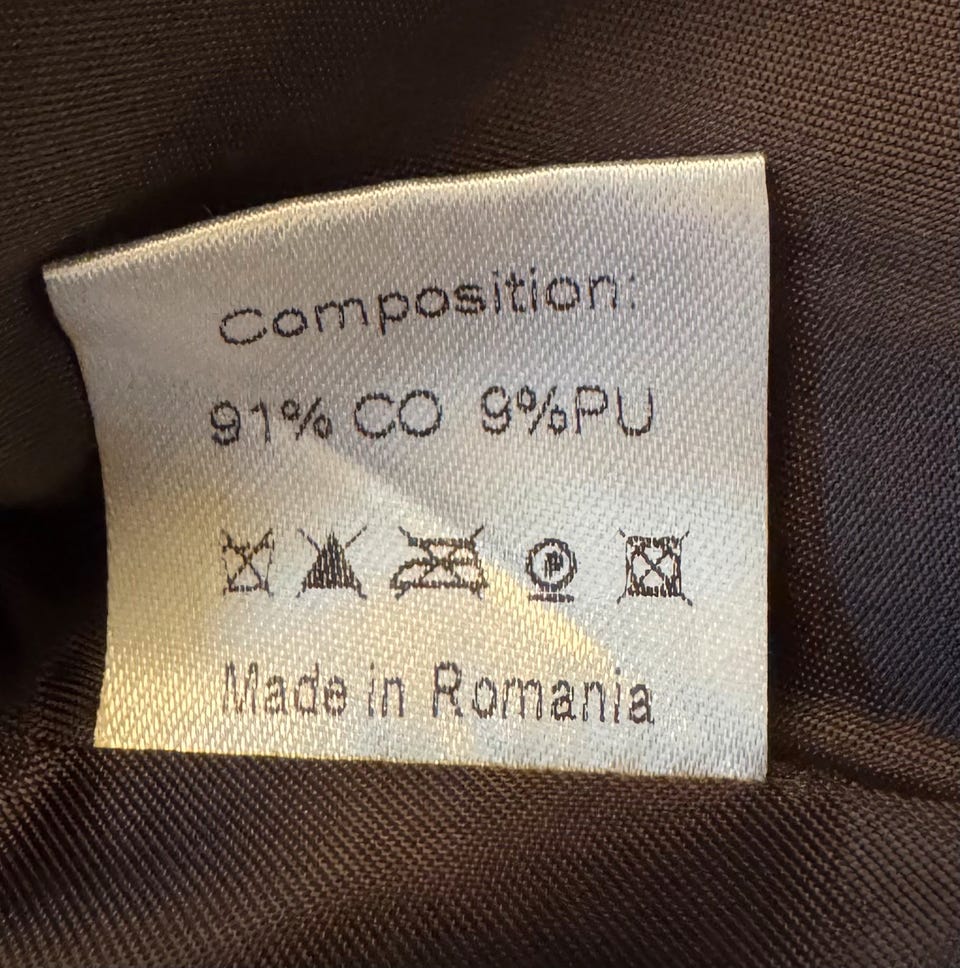 Composition:
91% CO 9%PU
P
Made in Romania